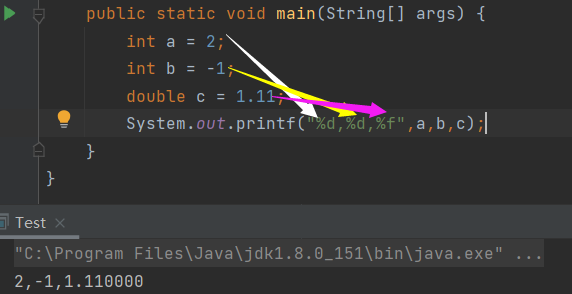 public static void main(String[] args) {
int a = 2;
int b = -1;
double c = 1.11;
System.out.printf("%d,%d,%f",a,b,c);
}
}
Test ×
"C:\Program Files\Java\jdk1.8.0_151\bin\java.exe" ...
2,-1,1.110000